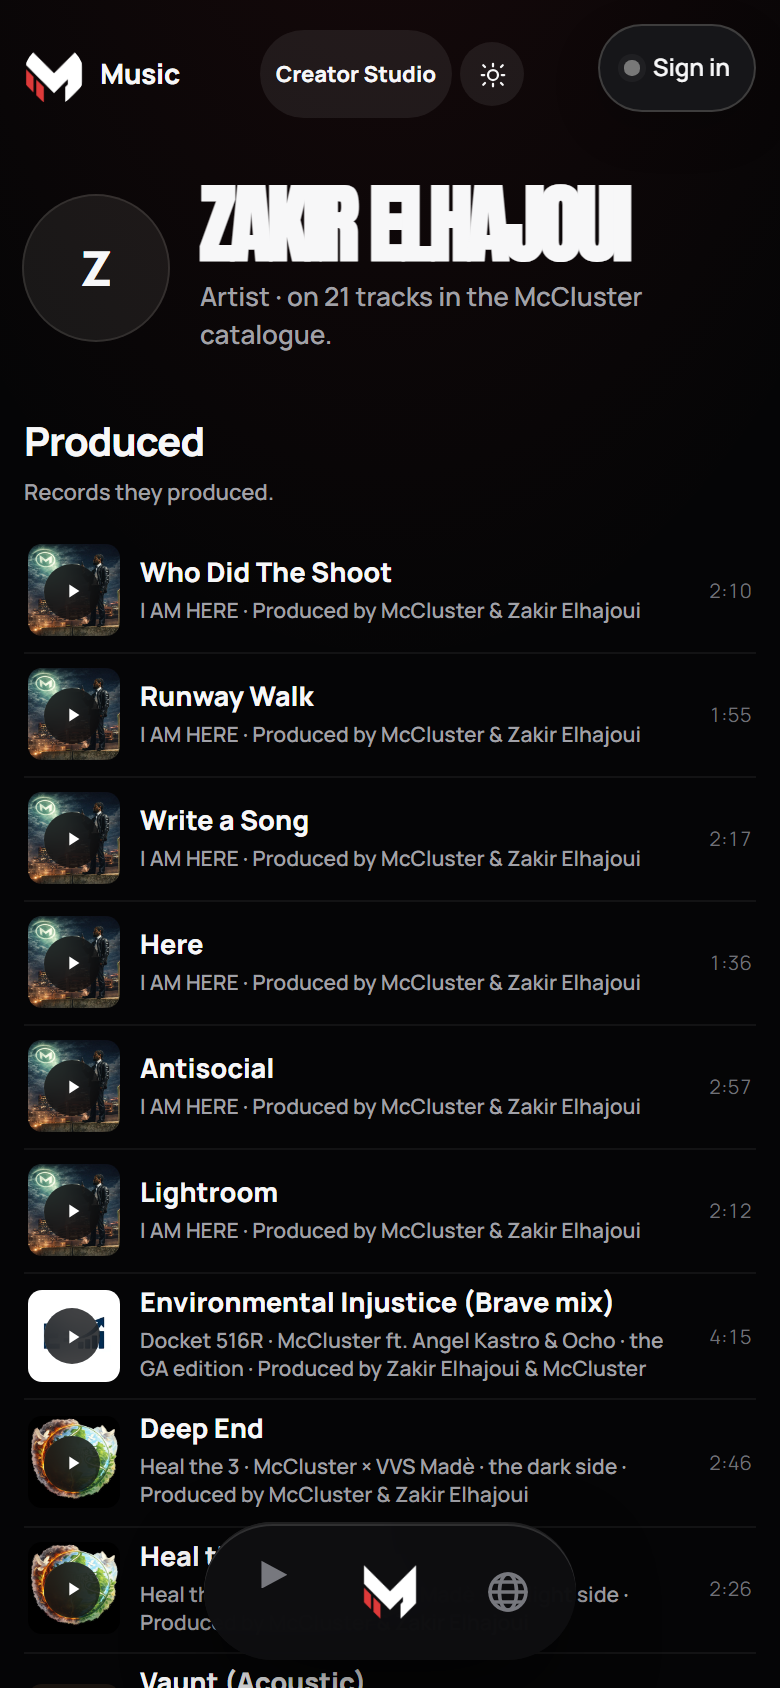 Music
Creator Studio
Sign in
Z
ZAKIR ELHAJOUI
Artist · on 21 tracks in the McCluster
catalogue.
Produced
Records they produced.
Who Did The Shoot
I AM HERE · Produced by McCluster & Zakir Elhajoui
2:10
Runway Walk
I AM HERE · Produced by McCluster & Zakir Elhajoui
1:55
Write a Song
I AM HERE · Produced by McCluster & Zakir Elhajoui
2:17
Here
I AM HERE · Produced by McCluster & Zakir Elhajoui
1:36
Antisocial
I AM HERE · Produced by McCluster & Zakir Elhajoui
2:57
Lightroom
I AM HERE · Produced by McCluster & Zakir Elhajoui
2:12
Environmental Injustice (Brave mix)
Docket 516R · McCluster ft. Angel Kastro & Ocho · the
GA edition · Produced by Zakir Elhajoui & McCluster
4:15
Deep End
Heal the 3 · McCluster × VVS Madè · the dark side ·
Produced by McCluster & Zakir Elhajoui
2:46
Heal
side ·
2:26
Vaunt (Acoustic)